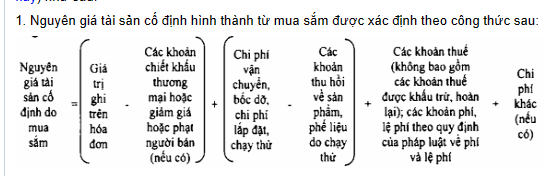 này) như sau:
1. Nguyên giá tài sản cố định hình thành từ mua sắm được xác định theo công thức sau:
Nguyên
giá tài
sản cố
định do
mua
sắm
=
Giá
trị
ghi
trên
hóa
đơn
-
Các khoản
chiết khấu
thương
mại hoặc
giảm giá
hoặc phạt
người bán
(nếu có)
+
Chi phí
vận
chuyển,
bốc dỡ,
chi phí
lắp đặt,
chạy thử
-
Các
khoản
thu hồi
về sản
phẩm,
phế liệu
do chạy
thử
+
Các khoản thuế
(không bao gồm
các khoản thuế
được khấu trừ, hoàn
lại); các khoản phí,
lệ phí theo quy định
của pháp luật về phí
và lệ phí
+
Chi
phí
khác
(nếu
có)